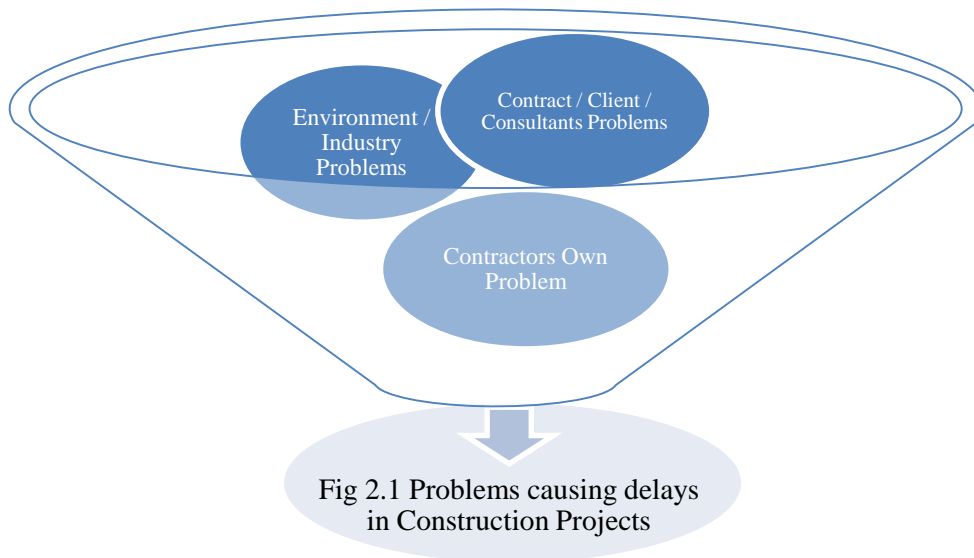 Environment /
Industry
Problems
Contract / Client /
Consultants Problems
Contractors Own
Problem
Fig 2.1 Problems causing delays
in Construction Projects